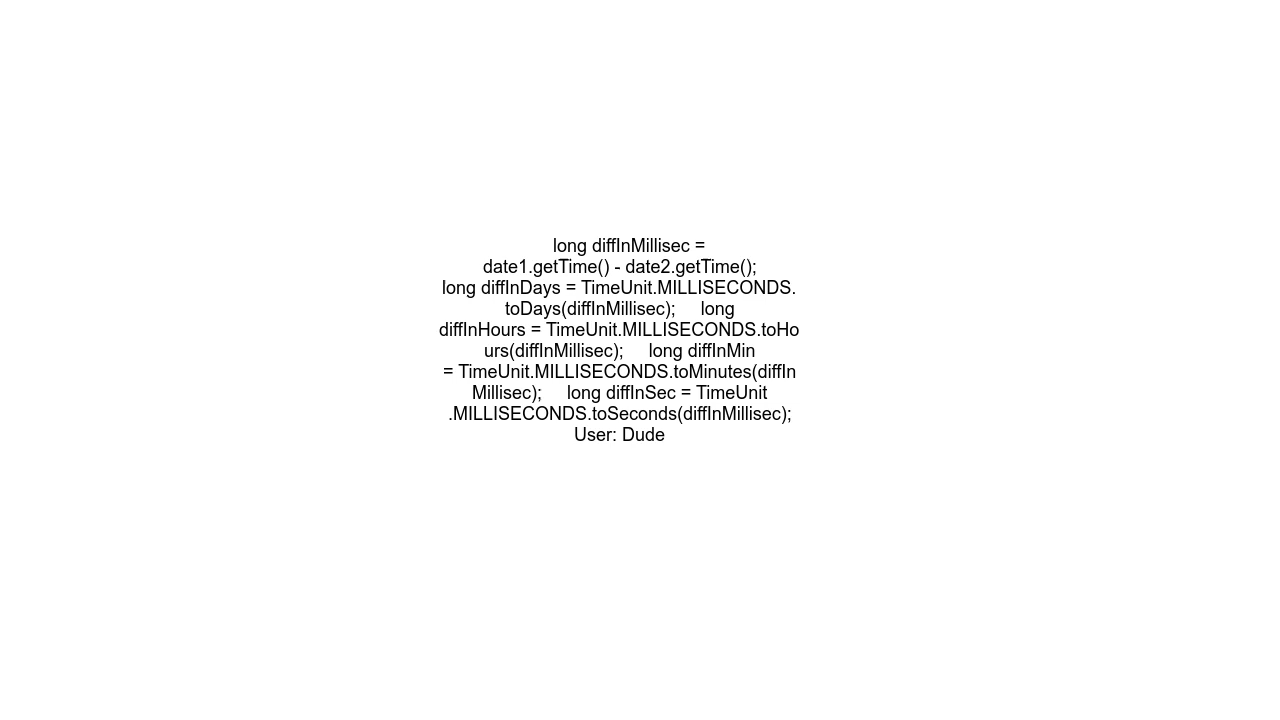 long diffInMillisec =
date1.getTime() - date2.getTime();
long diffInDays = TimeUnit.MILLISECONDS.
toDays(diffInMillisec);     long
diffInHours = TimeUnit.MILLISECONDS.toHo
urs(diffInMillisec);     long diffInMin
= TimeUnit.MILLISECONDS.toMinutes(diffIn
Millisec);     long diffInSec = TimeUnit
.MILLISECONDS.toSeconds(diffInMillisec);
User: Dude